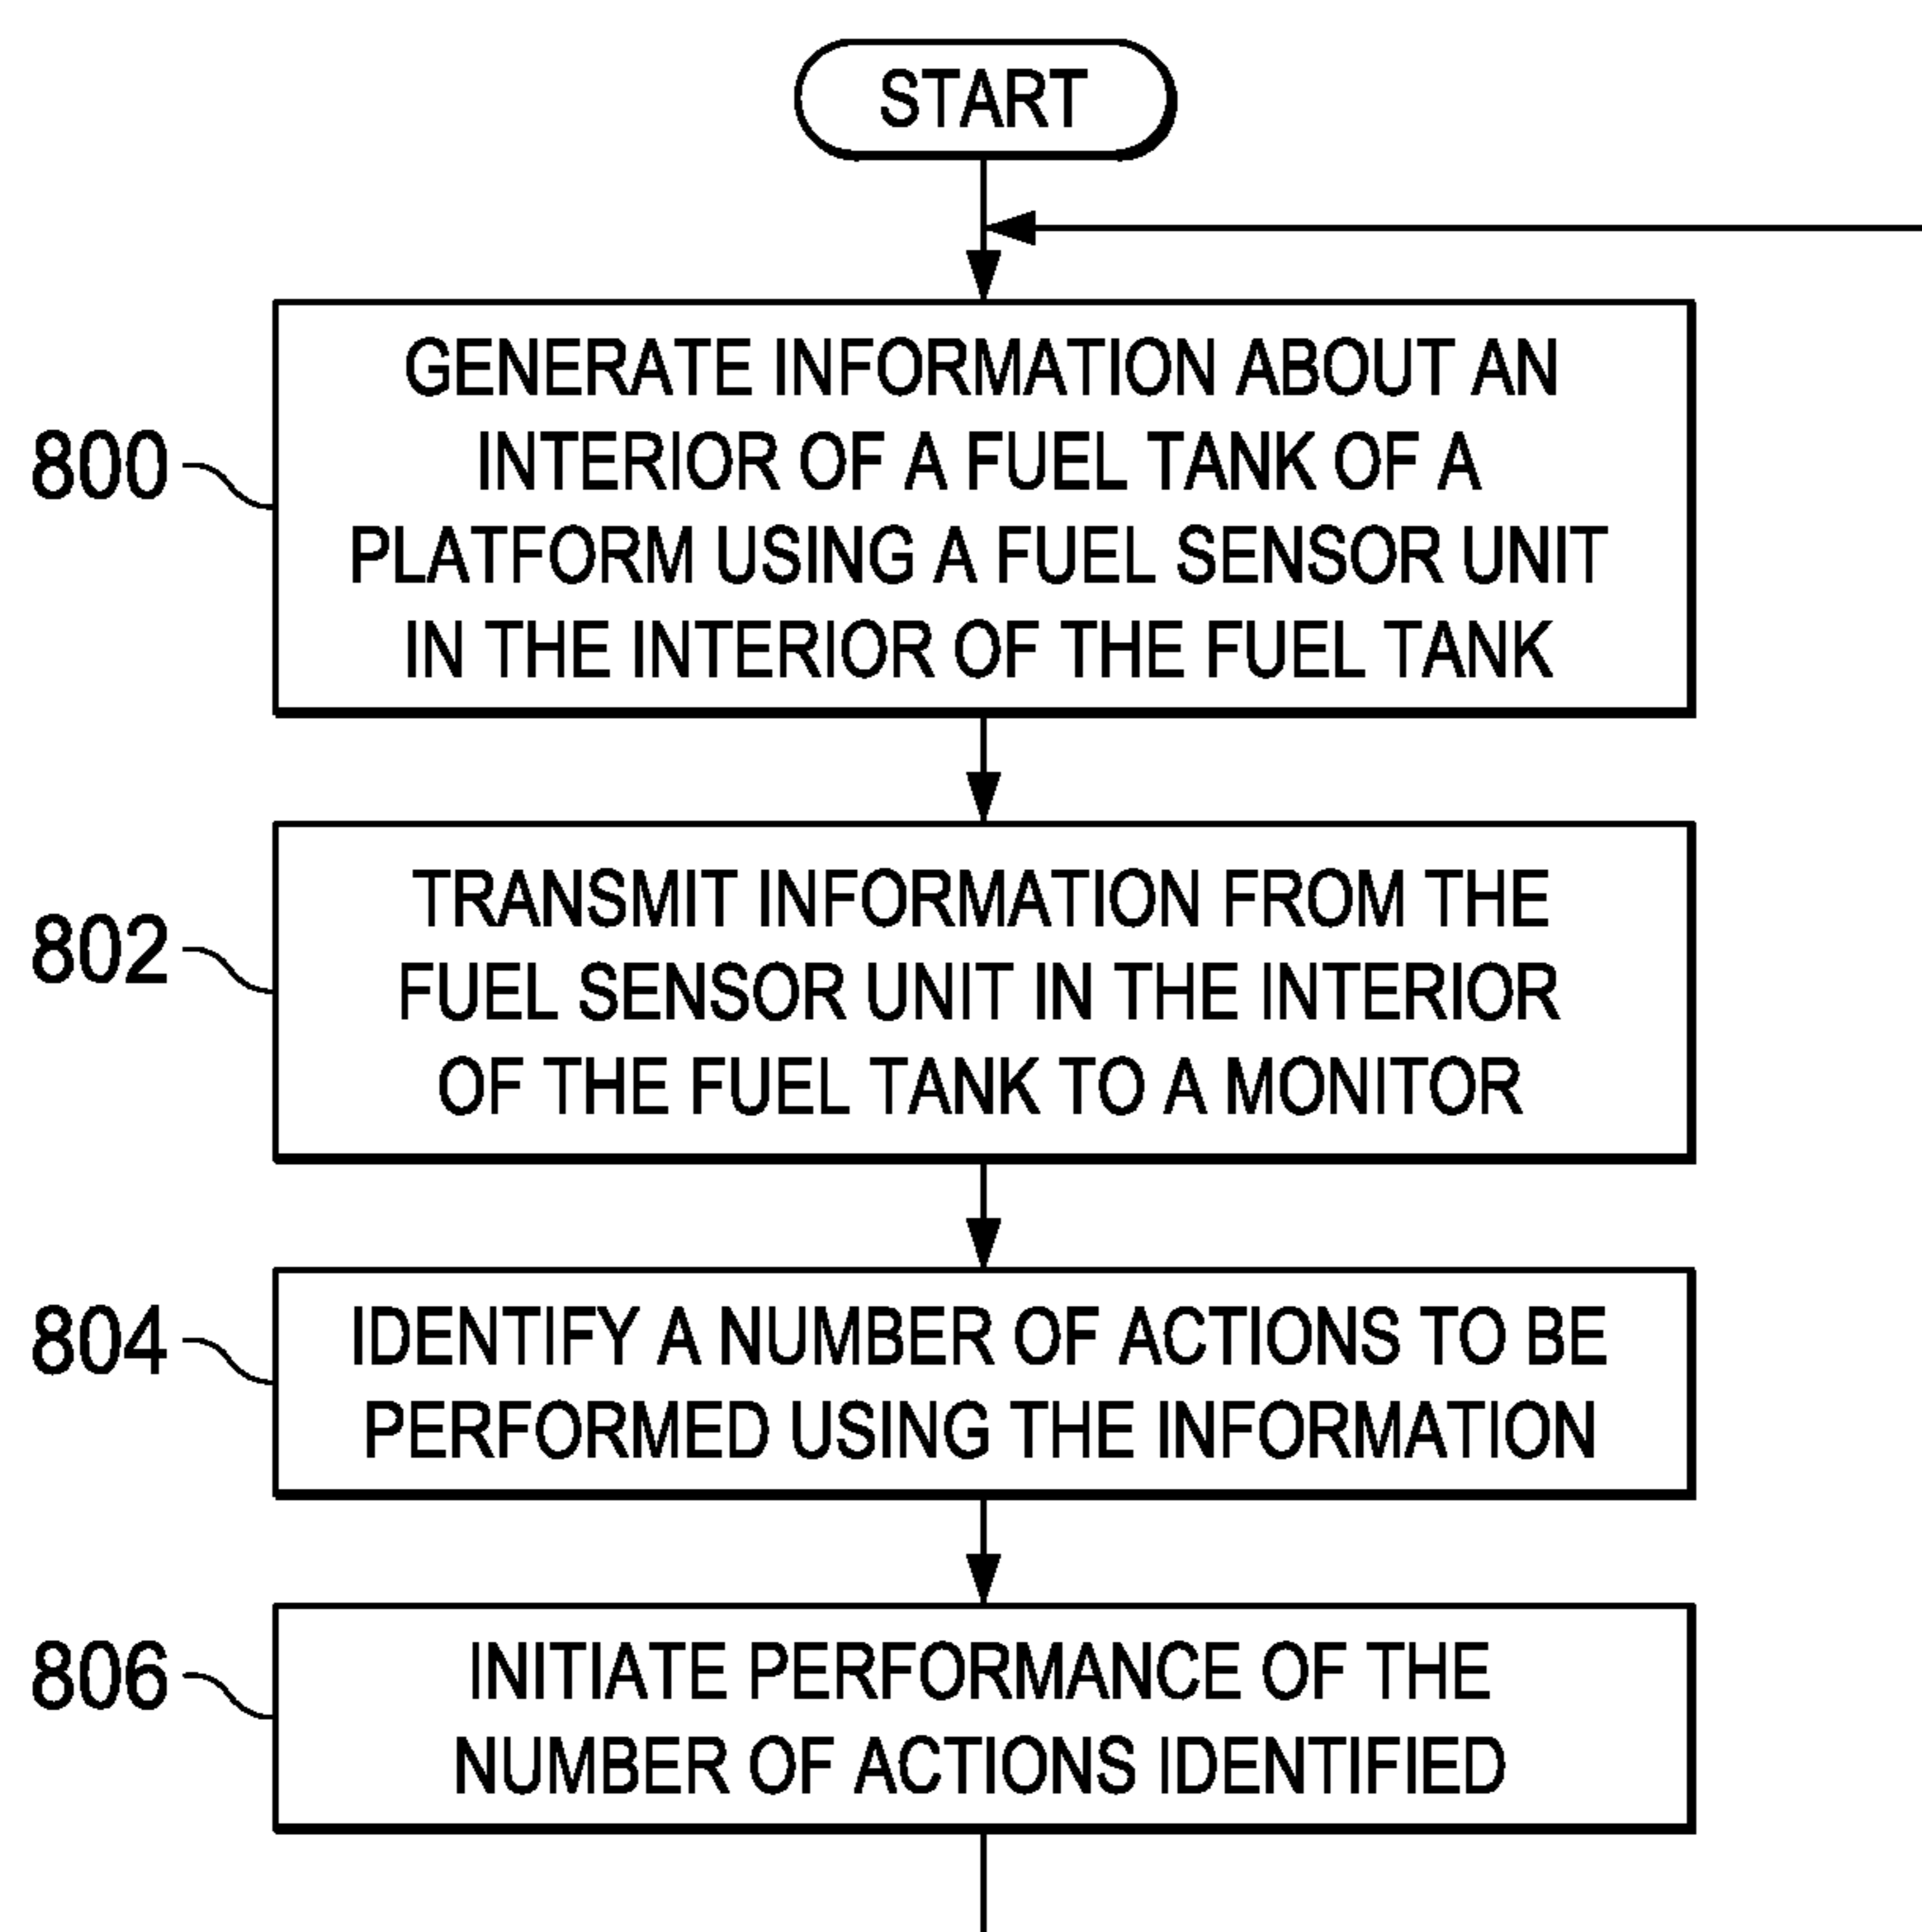 START
GENERATE INFORMATION ABOUT AN
INTERIOR OF A FUEL TANK OF A
PLATFORM USING A FUEL SENSOR UNIT
IN THE INTERIOR OF THE FUEL TANK
800
TRANSMIT INFORMATION FROM THE
FUEL SENSOR UNIT IN THE INTERIOR
OF THE FUEL TANK TO A MONITOR
802
IDENTIFY A NUMBER OF ACTIONS TO BE
PERFORMED USING THE INFORMATION
804
INITIATE PERFORMANCE OF THE
NUMBER OF ACTIONS IDENTIFIED
806